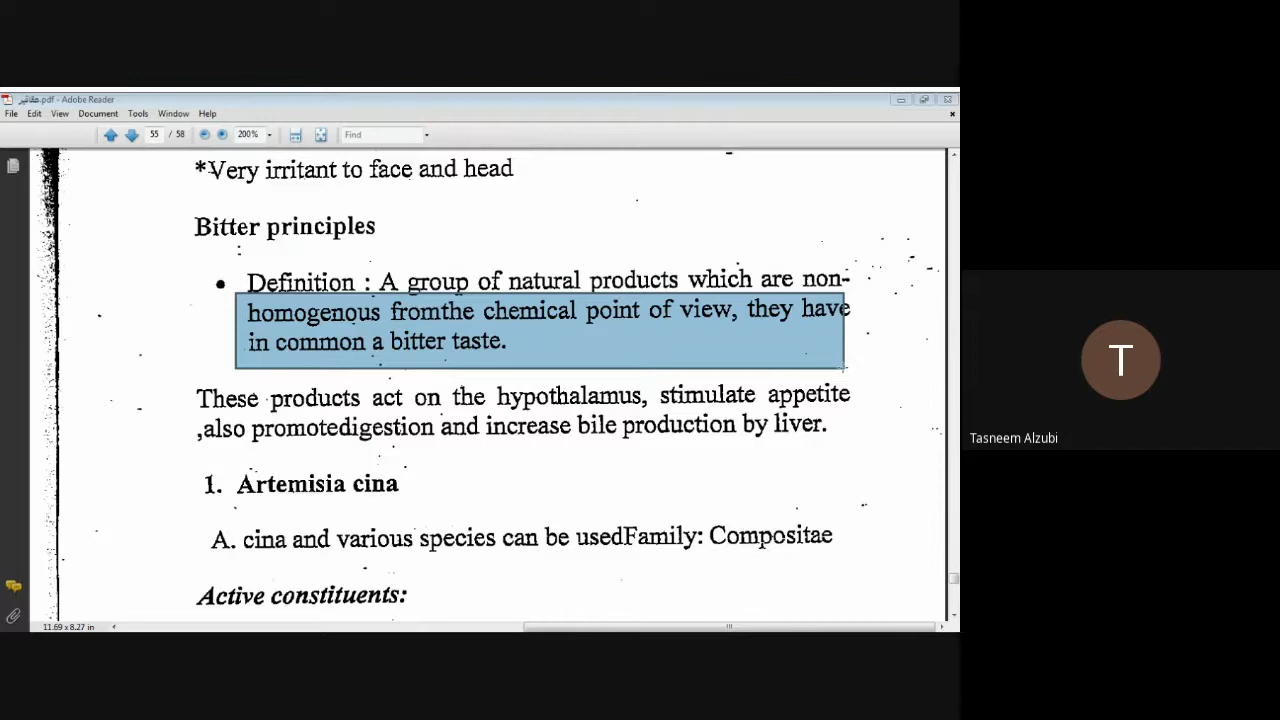 عقاقير.pdf - Adobe Reader
File Edit View Document Tools Window Help
55 / 58 200% Find
*Very irritant to face and head
Bitter principles
• Definition : A group of natural products which are non-
homogenous fromthe chemical point of view, they have
in common a bitter taste.
These products act on the hypothalamus, stimulate appetite
,also promotedigestion and increase bile production by liver.
1. Artemisia cina
A. cina and various species can be usedFamily: Compositae
Active constituents:
11.69 x 8.27 in
T
Tasneem Alzubi